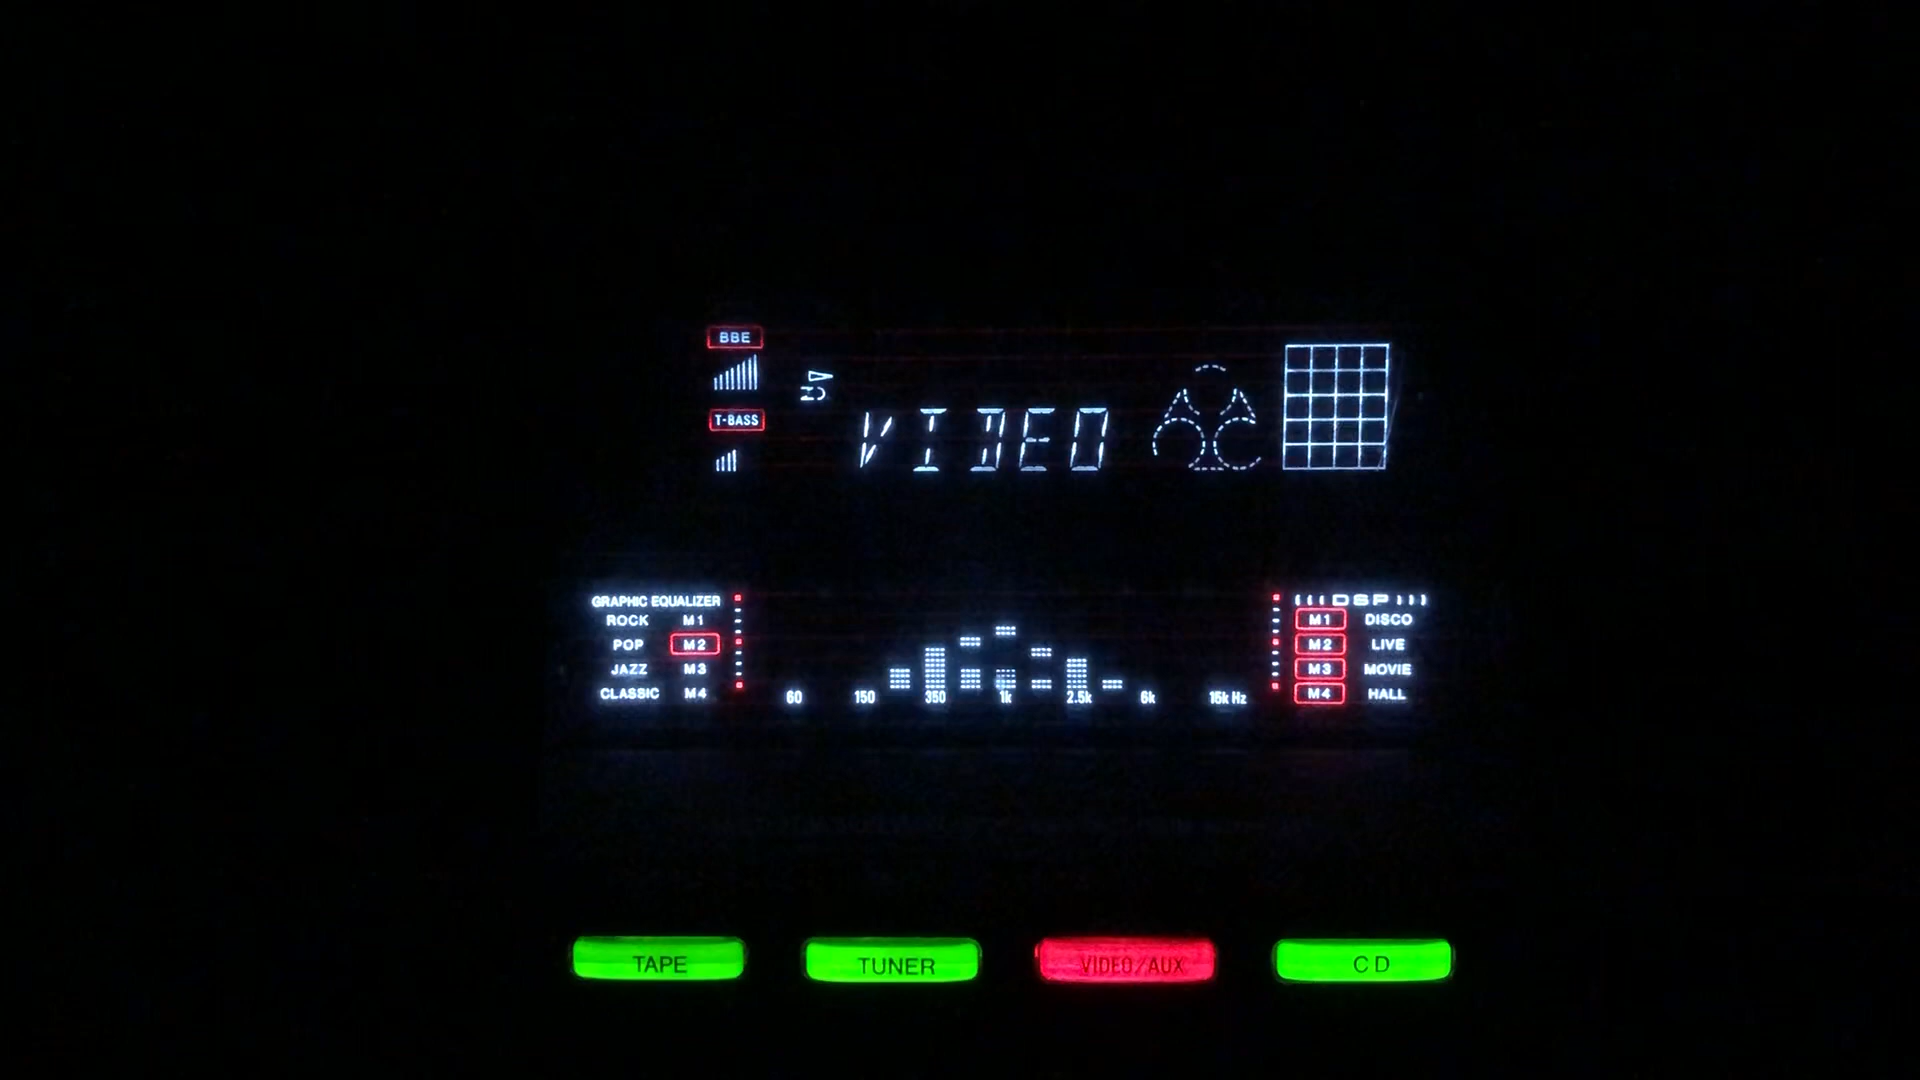 BBE
T-BASS
VIDEO
GRAPHIC EQUALIZER
ROCK M1
POP M2
JAZZ M3
CLASSIC M4
60 150 350 1k 2.5k 6k 15k Hz
DSP
M1 DISCO
M2 LIVE
M3 MOVIE
M4 HALL
TAPE
TUNER
VIDEO/AUX
CD